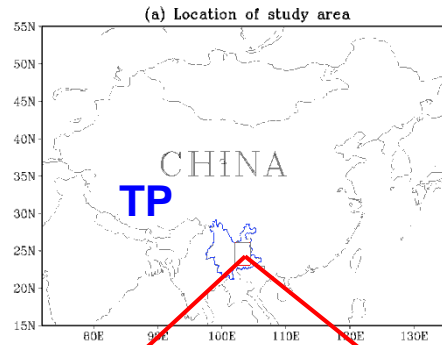 (a) Location of study area
55N
50N
45N
40N
35N
30N
25N
20N
15N
CHINA
TP
80E 90E 100E 110E 120E 130E